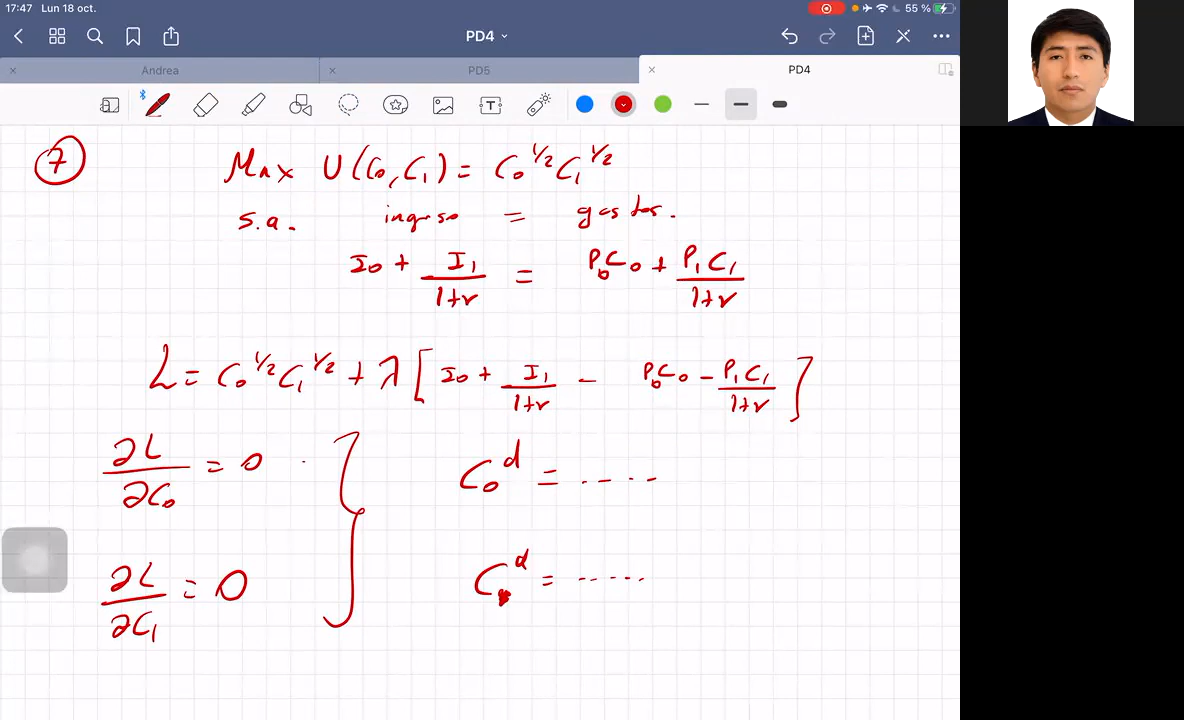 17:47 Lun 18 oct. 55 %
PD4
Andrea PD5 PD4
T
7
Max U(C₀, C₁) = C₀^1/2 C₁^1/2
s.a. ingreso = gastos.
I₀ + I₁/(1+r) = P₀C₀ + P₁C₁/(1+r)
L = C₀^1/2 C₁^1/2 + λ [ I₀ + I₁/(1+r) - P₀C₀ - P₁C₁/(1+r) ]
∂L/∂C₀ = 0
C₀^d = .....
∂L/∂C₁ = 0
C^d = .....